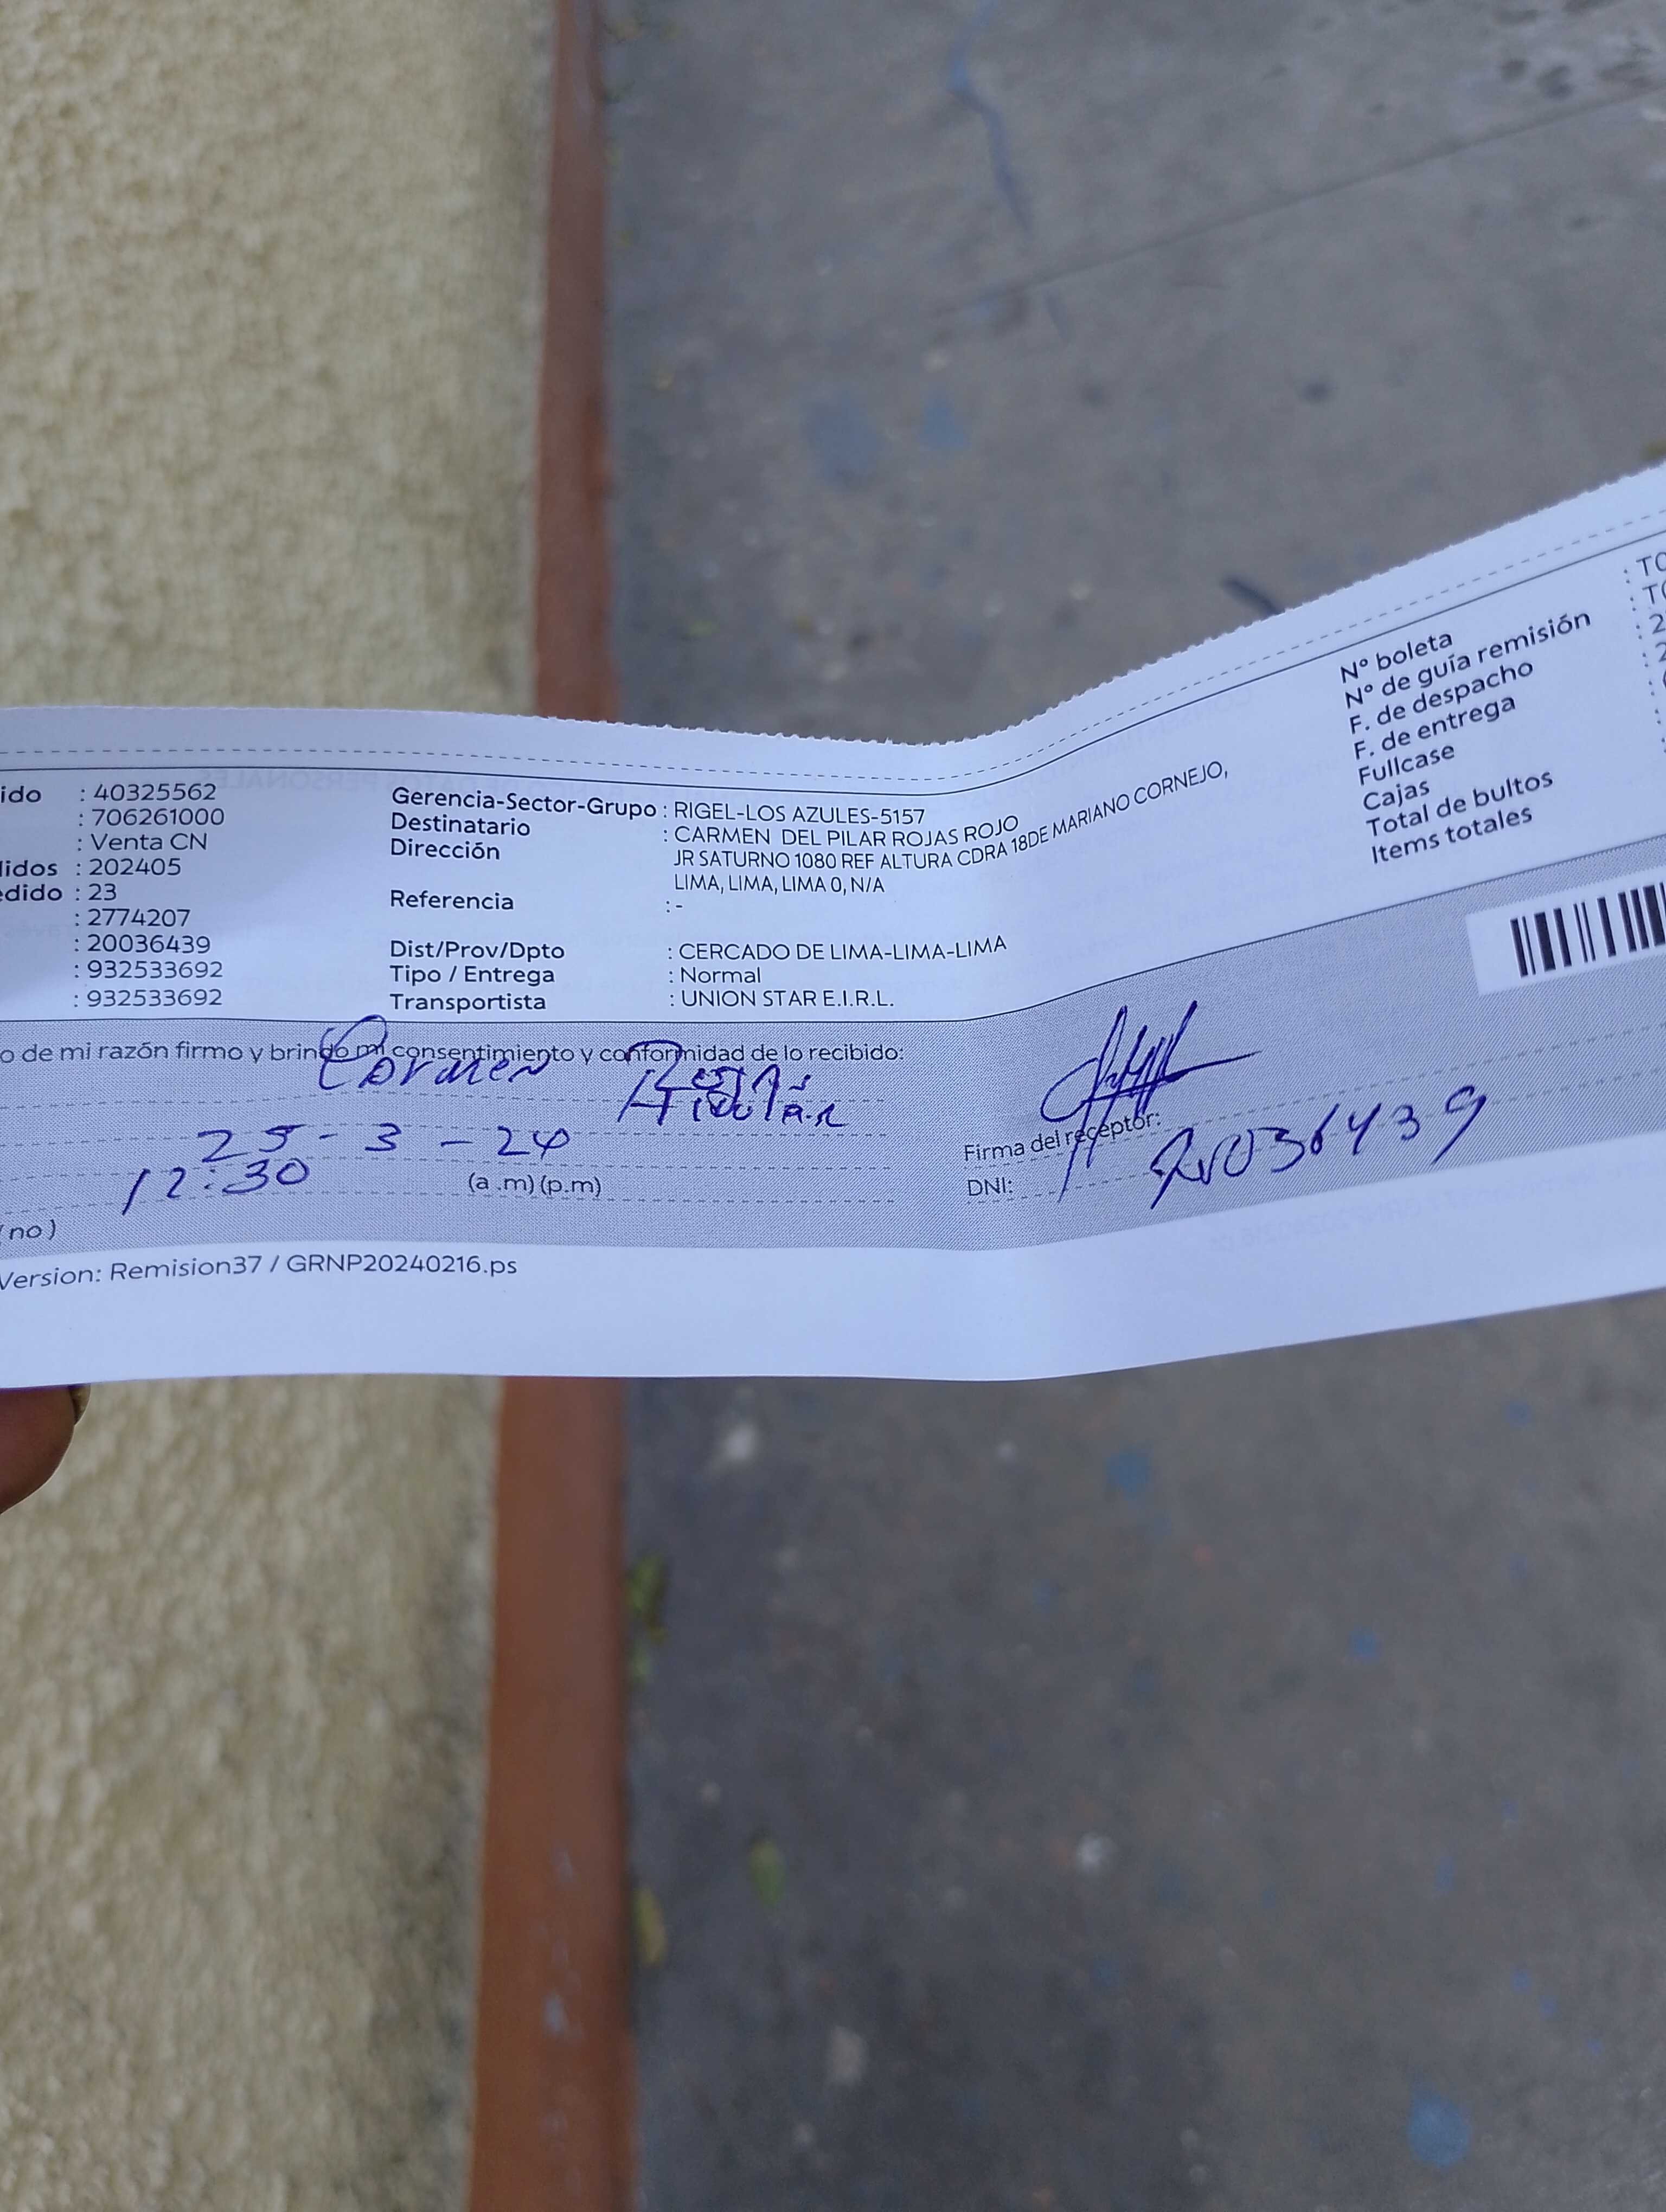 ido : 40325562
: 706261000
: Venta CN
lidos : 202405
edido : 23
: 2774207
: 20036439
: 932533692
: 932533692
Gerencia-Sector-Grupo : RIGEL-LOS AZULES-5157
Destinatario : CARMEN DEL PILAR ROJAS ROJO
Dirección JR SATURNO 1080 REF ALTURA CDRA 18DE MARIANO CORNEJO,
LIMA, LIMA, LIMA 0, N/A
Referencia : -
Dist/Prov/Dpto : CERCADO DE LIMA-LIMA-LIMA
Tipo / Entrega : Normal
Transportista : UNION STAR E.I.R.L.
Nº boleta : TO
Nº de guía remisión : TO
F. de despacho : 2
F. de entrega : 2
Fullcase
Cajas
Total de bultos
Items totales
o de mi razón firmo y brindo mi consentimiento y conformidad de lo recibido:
Carmen
25-3-24
12:30 (a .m) (p.m)
Firma del receptor:
DNI: 20036439
(no)
Version: Remision37 / GRNP20240216.ps